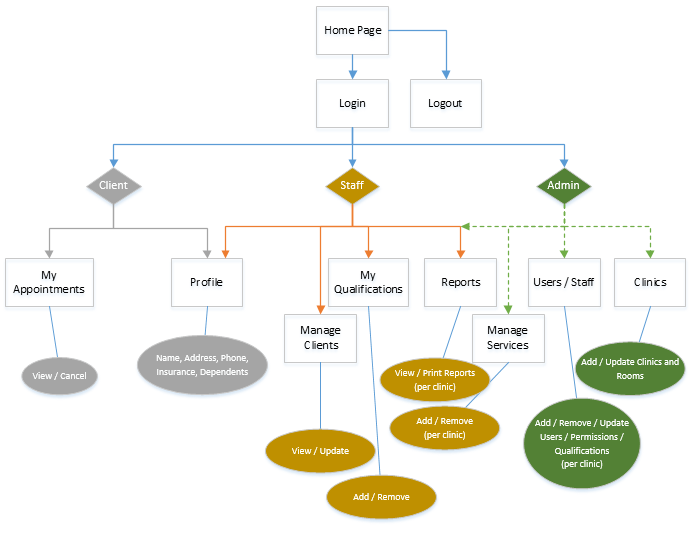 Home Page
Login
Logout
Client
Staff
Admin
My
Appointments
Profile
My
Qualifications
Reports
Users / Staff
Clinics
Manage
Clients
Manage
Services
View / Cancel
Name, Address, Phone,
Insurance, Dependents
View / Print Reports
(per clinic)
Add / Update Clinics and
Rooms
Add / Remove
(per clinic)
Add / Remove / Update
Users / Permissions /
Qualifications
(per clinic)
View / Update
Add / Remove